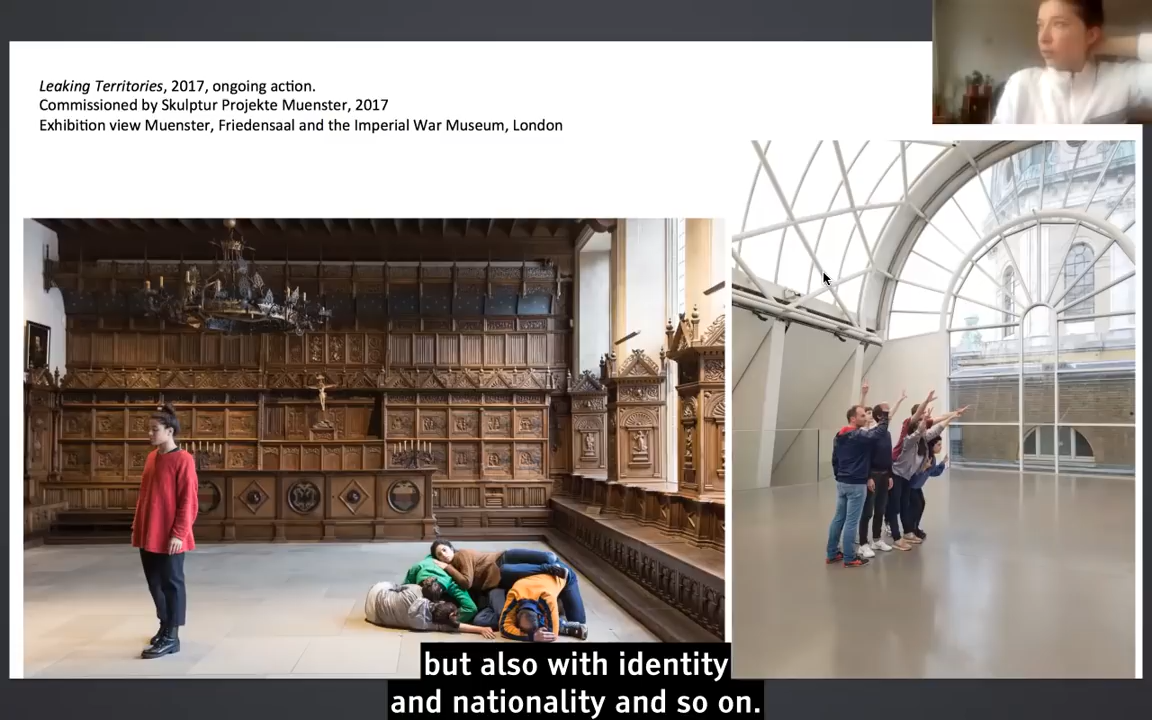 Leaking Territories, 2017, ongoing action.
Commissioned by Skulptur Projekte Muenster, 2017
Exhibition view Muenster, Friedensaal and the Imperial War Museum, London
but also with identity
and nationality and so on.